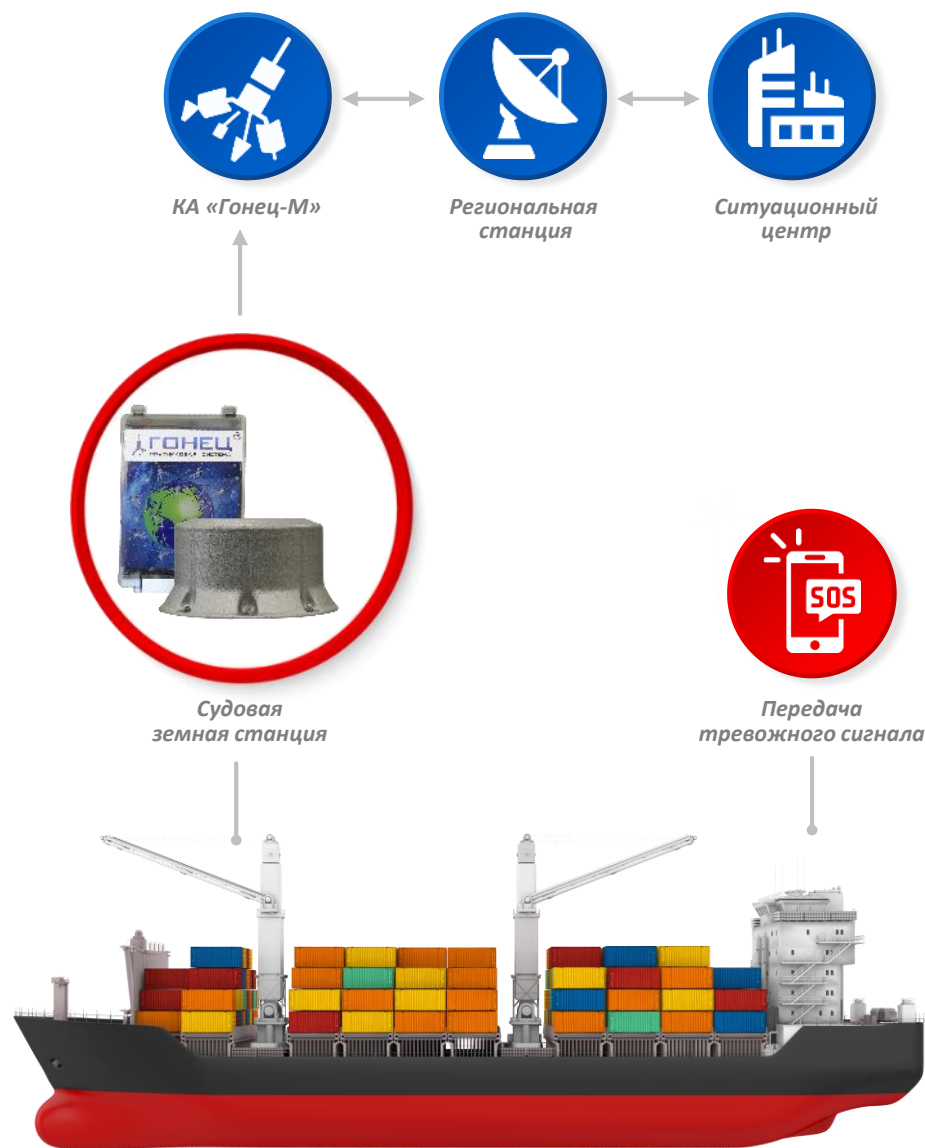 КА «Гонец-М»
Региональная
станция
Ситуационный
центр
ГОНЕЦ
SOS
Судовая
земная станция
Передача
тревожного сигнала